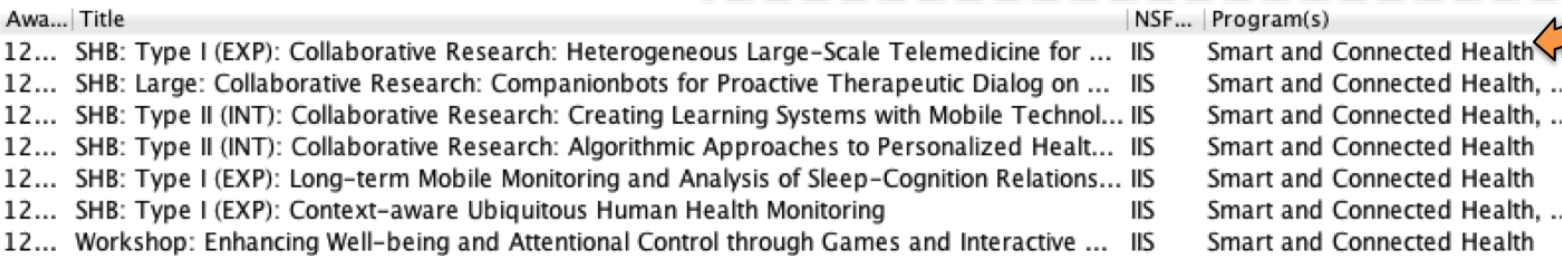 Awa... Title NSF... Program(s)
12... SHB: Type I (EXP): Collaborative Research: Heterogeneous Large-Scale Telemedicine for ... IIS Smart and Connected Health
12... SHB: Large: Collaborative Research: Companionbots for Proactive Therapeutic Dialog on ... IIS Smart and Connected Health, ..
12... SHB: Type II (INT): Collaborative Research: Creating Learning Systems with Mobile Technol... IIS Smart and Connected Health, ..
12... SHB: Type II (INT): Collaborative Research: Algorithmic Approaches to Personalized Healt... IIS Smart and Connected Health
12... SHB: Type I (EXP): Long-term Mobile Monitoring and Analysis of Sleep-Cognition Relations... IIS Smart and Connected Health
12... SHB: Type I (EXP): Context-aware Ubiquitous Human Health Monitoring IIS Smart and Connected Health, ..
12... Workshop: Enhancing Well-being and Attentional Control through Games and Interactive ... IIS Smart and Connected Health